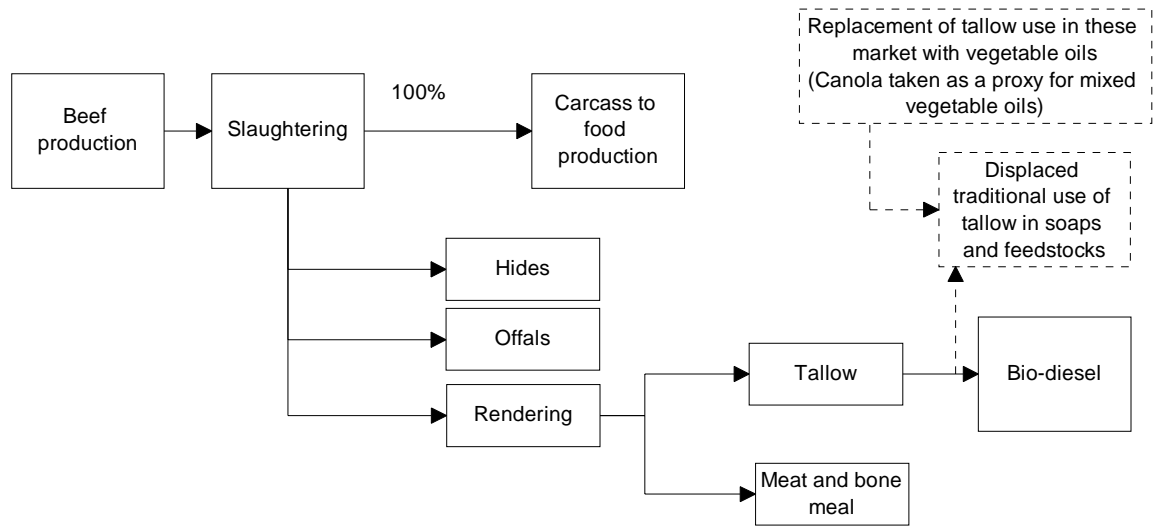 Replacement of tallow use in these
market with vegetable oils
(Canola taken as a proxy for mixed
vegetable oils)
Beef
production
Slaughtering
100%
Carcass to
food
production
Displaced
traditional use of
tallow in soaps
and feedstocks
Hides
Offals
Rendering
Tallow
Bio-diesel
Meat and bone
meal